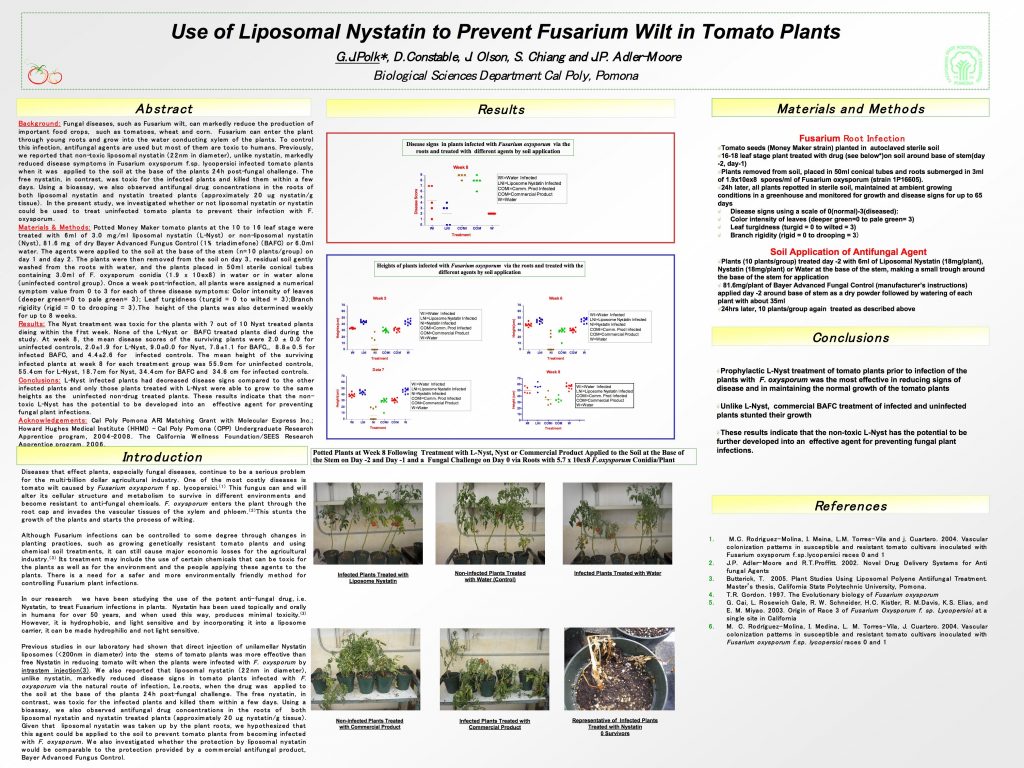 Use of Liposomal Nystatin to Prevent Fusarium Wilt in Tomato Plants
G.J.Polk*, D.Constable, J. Olson, S. Chiang and J.P. Adler-Moore
Biological Sciences Department Cal Poly, Pomona
Abstract
Background: Fungal diseases, such as Fusarium wilt, can markedly reduce the production of
important food crops, such as tomatoes, wheat and corn. Fusarium can enter the plant
through young roots and grow into the water conducting xylem of the plants. To control
this infection, antifungal agents are used but most of them are toxic to humans. Previously,
we reported that non-toxic liposomal nystatin (22nm in diameter), unlike nystatin, markedly
reduced disease symptoms in Fusarium oxysporum f.sp. lycopersici infected tomato plants
when it was applied to the soil at the base of the plants 24h post-fungal challenge. The
free nystatin, in contrast, was toxic for the infected plants and killed them within a few
days. Using a bioassay, we also observed antifungal drug concentrations in the roots of
both liposomal nystatin and nystatin treated plants (approximately 20 ug nystatin/g
tissue). In the present study, we investigated whether or not liposomal nystatin or nystatin
could be used to treat uninfected tomato plants to prevent their infection with F.
oxysporum.
Materials & Methods: Potted Money Maker tomato plants at the 10 to 16 leaf stage were
treated with 6ml of 3.0 mg/ml liposomal nystatin (L-Nyst) or non-liposomal nystatin
(Nyst), 81.6 mg of dry Bayer Advanced Fungus Control (1% triadimefone) (BAFC) or 6.0ml
water. The agents were applied to the soil at the base of the stem (n=10 plants/group) on
day 1 and day 2. The plants were then removed from the soil on day 3, residual soil gently
washed from the roots with water, and the plants placed in 50ml sterile conical tubes
containing 3.0ml of F. oxysporum conidia (1.9 x 10ex8) in water or in water alone
(uninfected control group). Once a week post-infection, all plants were assigned a numerical
symptom value from 0 to 3 for each of three disease symptoms: Color intensity of leaves
(deeper green=0 to pale green= 3); Leaf turgidness (turgid = 0 to wilted = 3);Branch
rigidity (rigid = 0 to drooping = 3).The height of the plants was also determined weekly
for up to 8 weeks.
Results: The Nyst treatment was toxic for the plants with 7 out of 10 Nyst treated plants
dieing within the first week. None of the L-Nyst or BAFC treated plants died during the
study. At week 8, the mean disease scores of the surviving plants were 2.0 ± 0.0 for
uninfected controls, 2.0±1.9 for L-Nyst, 9.0±0.0 for Nyst, 7.8±1.1 for BAFC,, 8.8± 0.5 for
infected BAFC, and 4.4±2.6 for infected controls. The mean height of the surviving
infected plants at week 8 for each treatment group was 55.9cm for uninfected controls,
55.4cm for L-Nyst, 18.7cm for Nyst, 34.4cm for BAFC and 34.8 cm for infected controls.
Conclusions: L-Nyst infected plants had decreased disease signs compared to the other
infected plants and only those plants treated with L-Nyst were able to grow to the same
heights as the uninfected non-drug treated plants. These results indicate that the non-
toxic L-Nyst has the potential to be developed into an effective agent for preventing
fungal plant infections.
Acknowledgements: Cal Poly Pomona ARI Matching Grant with Molecular Express Inc.;
Howard Hughes Medical Institute (HHMI) – Cal Poly Pomona (CPP) Undergraduate Research
Apprentice program, 2004-2006. The California Wellness Foundation/SEES Research
Apprentice program, 2006.
Introduction
Diseases that effect plants, especially fungal diseases, continue to be a serious problem
for the multi-billion dollar agricultural industry. One of the most costly diseases is
tomato wilt caused by Fusarium oxysporum f sp. lycopersici.(1) This fungus can and will
alter its cellular structure and metabolism to survive in different environments and
become resistant to anti-fungal chemicals. F. oxysporum enters the plant through the
root cap and invades the vascular tissues of the xylem and phloem.(2)This stunts the
growth of the plants and starts the process of wilting.
Although Fusarium infections can be controlled to some degree through changes in
planting practices, such as growing genetically resistant tomato plants and using
chemical soil treatments, it can still cause major economic losses for the agricultural
industry.(3) Its treatment may include the use of certain chemicals that can be toxic for
the plants as well as for the environment and the people applying these agents to the
plants. There is a need for a safer and more environmentally friendly method for
controlling Fusarium plant infections.
In our research we have been studying the use of the potent anti-fungal drug, i.e.
Nystatin, to treat Fusarium infections in plants. Nystatin has been used topically and orally
in humans for over 50 years, and when used this way, produces minimal toxicity.(3)
However, it is hydrophobic, and light sensitive and by incorporating it into a liposome
carrier, it can be made hydrophilic and not light sensitive.
Previous studies in our laboratory had shown that direct injection of unilamellar Nystatin
liposomes (<200nm in diameter) into the stems of tomato plants was more effective than
free Nystatin in reducing tomato wilt when the plants were infected with F. oxysporum by
intrastem injection(3). We also reported that liposomal nystatin (22nm in diameter),
unlike nystatin, markedly reduced disease signs in tomato plants infected with F.
oxysporum via the natural route of infection, i.e.roots, when the drug was applied to
the soil at the base of the plants 24h post-fungal challenge. The free nystatin, in
contrast, was toxic for the infected plants and killed them within a few days. Using a
bioassay, we also observed antifungal drug concentrations in the roots of both
liposomal nystatin and nystatin treated plants (approximately 20 ug nystatin/g tissue).
Given that liposomal nystatin was taken up by the plant roots, we hypothesized that
this agent could be applied to the soil to prevent tomato plants from becoming infected
with F. oxysporum. We also investigated whether the protection by liposomal nystatin
would be comparable to the protection provided by a commercial antifungal product,
Bayer Advanced Fungus Control.
Results
Disease signs in plants infected with Fusarium oxysporum via the
roots and treated with different agents by soil application
Week 8
Disease Score
WI=Water Infected
LNI=Liposome Nystatin Infected
COMI=Comm. Prod Infected
COM=Commercial Product
W=Water
Treatment
Heights of plants infected with Fusarium oxysporum via the roots and treated with the
different agents by soil application
Treatment
Week 8
Potted Plants at Week 8 Following Treatment with L-Nyst, Nyst or Commercial Product Applied to the Soil at the Base of
the Stem on Day -2 and Day -1 and a Fungal Challenge on Day 0 via Roots with 5.7 x 10ex8 F.oxysporum Conidia/Plant
Infected Plants Treated with
Liposome Nystatin
Non-infected Plants Treated
with Water (Control)
Infected Plants Treated with Water
Non-infected Plants Treated
with Commercial Product
Infected Plants Treated with
Commercial Product
Representative of Infected Plants
Treated with Nystatin
0 Survivors
Materials and Methods
Fusarium Root Infection
Tomato seeds (Money Maker strain) planted in autoclaved sterile soil
16-18 leaf stage plant treated with drug (see below*)on soil around base of stem(day
-2, day-1)
Plants removed from soil, placed in 50ml conical tubes and roots submerged in 3ml
of 1.9x10ex8 spores/ml of Fusarium oxysporum (strain 1P16605).
24h later, all plants repotted in sterile soil, maintained at ambient growing
conditions in a greenhouse and monitored for growth and disease signs for up to 65
days
Disease signs using a scale of 0(normal)-3(diseased):
Color intensity of leaves (deeper green=0 to pale green= 3)
Leaf turgidness (turgid = 0 to wilted = 3)
Branch rigidity (rigid = 0 to drooping = 3)
Soil Application of Antifungal Agent
Plants (10 plants/group) treated day -2 with 6ml of Liposomal Nystatin (18mg/plant),
Nystatin (18mg/plant) or Water at the base of the stem, making a small trough around
the base of the stem for application
81.6mg/plant of Bayer Advanced Fungal Control (manufacturer's instructions)
applied day -2 around base of stem as a dry powder followed by watering of each
plant with about 35ml
24hrs later, 10 plants/group again treated as described above
Conclusions
Prophylactic L-Nyst treatment of tomato plants prior to infection of the
plants with F. oxysporum was the most effective in reducing signs of
disease and in maintaining the normal growth of the tomato plants
Unlike L-Nyst, commercial BAFC treatment of infected and uninfected
plants stunted their growth
These results indicate that the non-toxic L-Nyst has the potential to be
further developed into an effective agent for preventing fungal plant
infections.
References
1. M.C. Rodriguez-Molina, I. Meina, L.M. Torres-Vila and j. Cuartero. 2004. Vascular
colonization patterns in susceptible and resistant tomato cultivars inoculated with
Fusarium oxysporum f.sp.lycopersici races 0 and 1
2. J.P. Adler-Moore and R.T.Proffitt. 2002. Novel Drug Delivery Systems for Anti
fungal Agents
3. Butterick, T. 2005. Plant Studies Using Liposomal Polyene Antiifungal Treatment.
Master's thesis, California State Polytechnic University, Pomona.
4. T.R. Gordon. 1997. The Evolutionary biology of Fusarium oxysporum
5. G. Cai, L. Rosewich Gale, R. W. Schneider, H.C. Kistler, R. M.Davis, K.S. Elias, and
E. M. Miyao. 2003. Origin of Race 3 of Fusarium Oxysporum f. sp. Lycopersici at a
single site in California
6. M. C. Rodriguez-Molina, I. Medina, L. M. Torres-Vila, J. Cuartero. 2004. Vascular
colonization patterns in susceptible and resistant tomato cultivars inoculated with
Fusarium oxysporum f.sp. lycopersici races 0 and 1